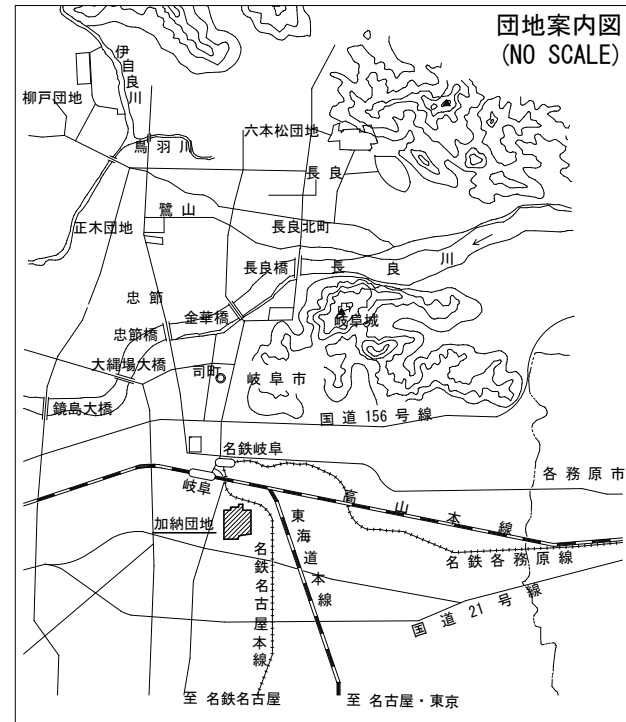 団地案内図
(NO SCALE)
伊自良川
柳戸団地
六本松団地
鳥羽川
長良
鷺山
正木団地
長良北町
長良橋
長良川
忠節
金華橋
岐阜城
忠節橋
大縄場大橋
司町
岐阜市
鏡島大橋
国道156号線
名鉄岐阜
各務原市
岐阜
高山本線
加納団地
東海道本線
名鉄名古屋本線
名鉄各務原線
国道21号線
至 名鉄名古屋
至 名古屋・東京